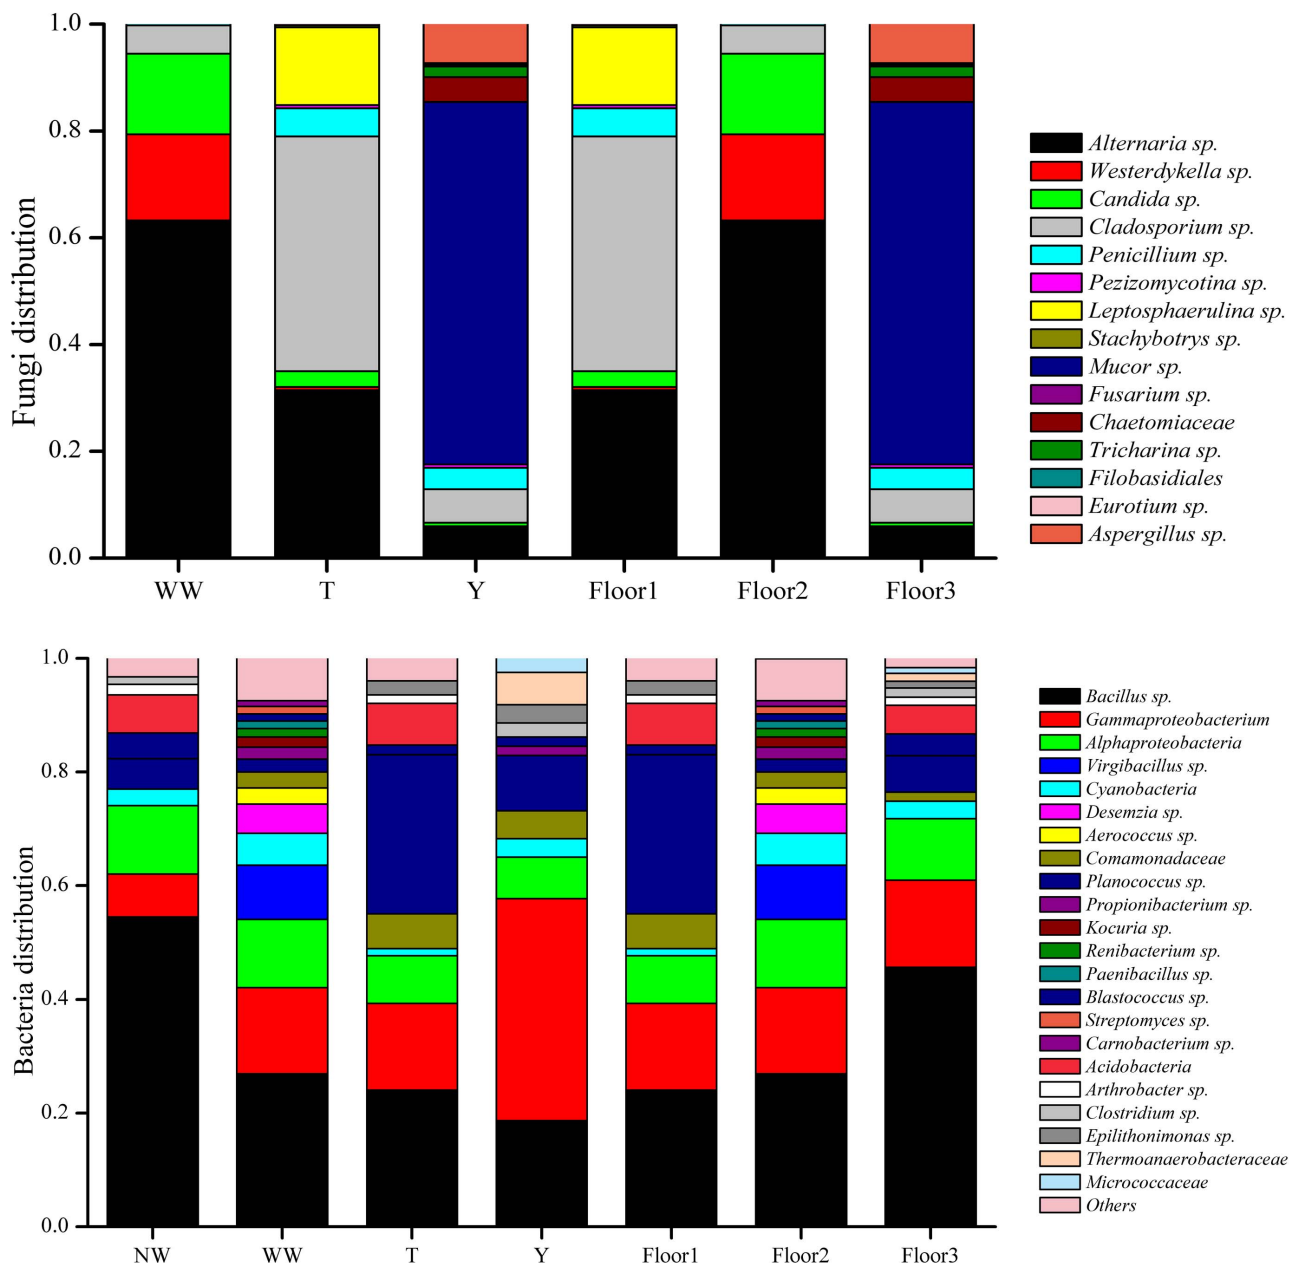 Fungi distribution
1.0
0.8
0.6
0.4
0.2
0.0
WW T Y Floor1 Floor2 Floor3
Alternaria sp.
Westerdykella sp.
Candida sp.
Cladosporium sp.
Penicillium sp.
Pezizomycotina sp.
Leptosphaerulina sp.
Stachybotrys sp.
Mucor sp.
Fusarium sp.
Chaetomiaceae
Tricharina sp.
Filobasidiales
Eurotium sp.
Aspergillus sp.
Bacteria distribution
1.0
0.8
0.6
0.4
0.2
0.0
NW WW T Y Floor1 Floor2 Floor3
Bacillus sp.
Gammaproteobacterium
Alphaproteobacteria
Virgibacillus sp.
Cyanobacteria
Desemzia sp.
Aerococcus sp.
Comamonadaceae
Planococcus sp.
Propionibacterium sp.
Kocuria sp.
Renibacterium sp.
Paenibacillus sp.
Blastococcus sp.
Streptomyces sp.
Carnobacterium sp.
Acidobacteria
Arthrobacter sp.
Clostridium sp.
Epilithonimonas sp.
Thermoanaerobacteraceae
Micrococcaceae
Others